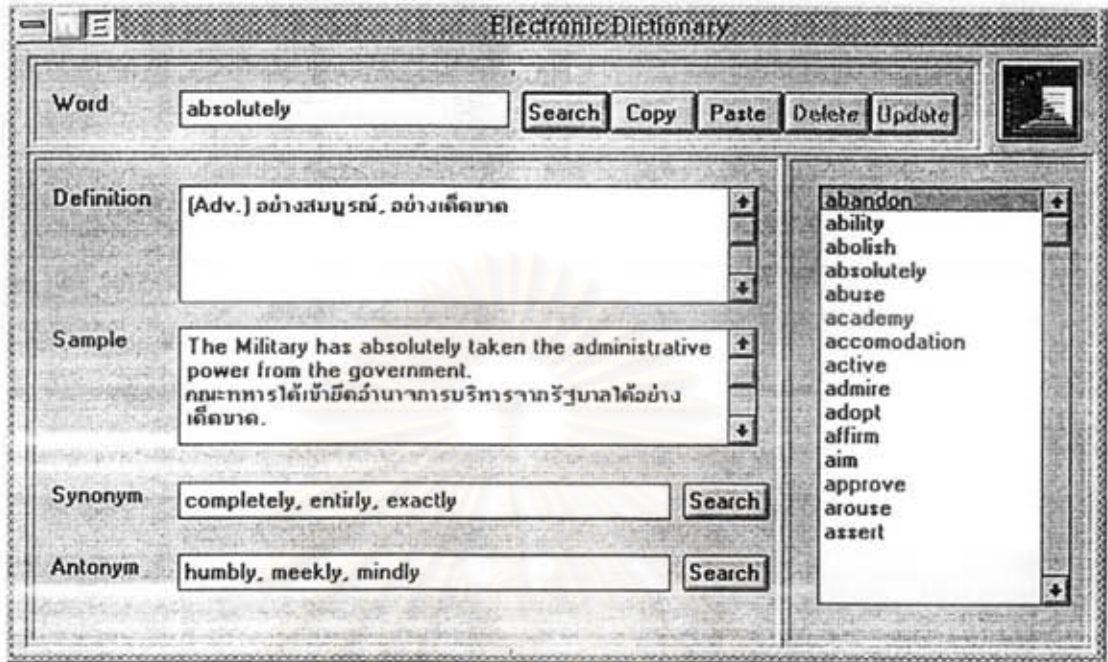 Electronic Dictionary
Word
absolutely
Search Copy Paste Delete Update
Definition
(Adv.) อย่างสมบูรณ์, อย่างเด็ดขาด
Sample
The Military has absolutely taken the administrative
power from the government.
คณะทหารได้เข้ายึดอำนาจการบริหารจากรัฐบาลได้อย่าง
เด็ดขาด.
Synonym
completely, entirly, exactly
Search
Antonym
humbly, meekly, mindly
Search
abandon
ability
abolish
absolutely
abuse
academy
accomodation
active
admire
adopt
affirm
aim
approve
arouse
assert